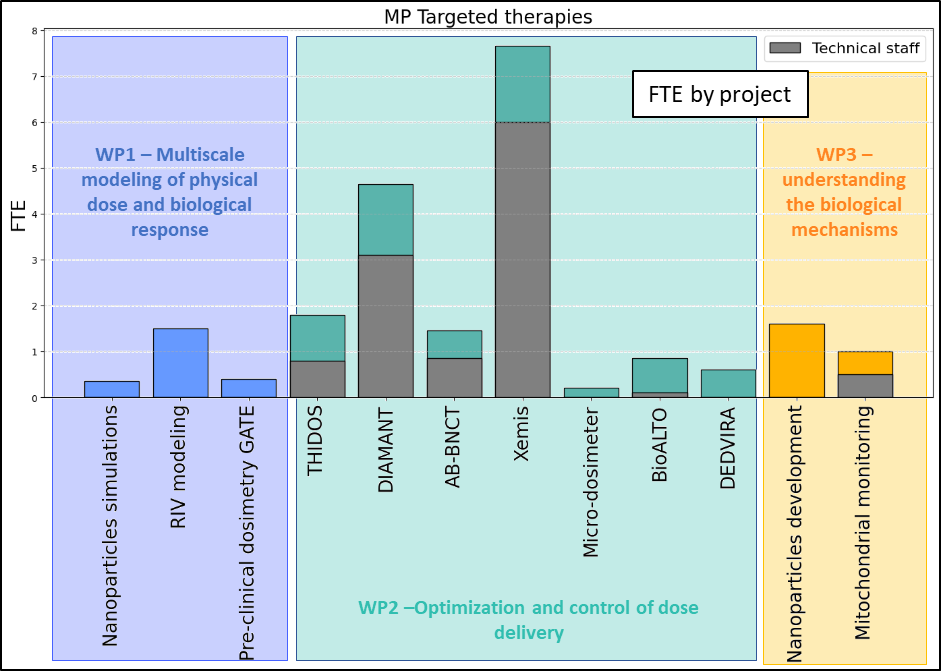 MP Targeted therapies
Technical staff
FTE by project
WP1 – Multiscale
modeling of physical
dose and biological
response
WP3 –
understanding
the biological
mechanisms
FTE
8
7
6
5
4
3
2
1
0
Nanoparticles simulations
RIV modeling
Pre-clinical dosimetry GATE
THIDOS
DIAMANT
AB-BNCT
Xemis
Micro-dosimeter
BioALTO
DEDVIRA
Nanoparticles development
Mitochondrial monitoring
WP2 –Optimization and control of dose
delivery